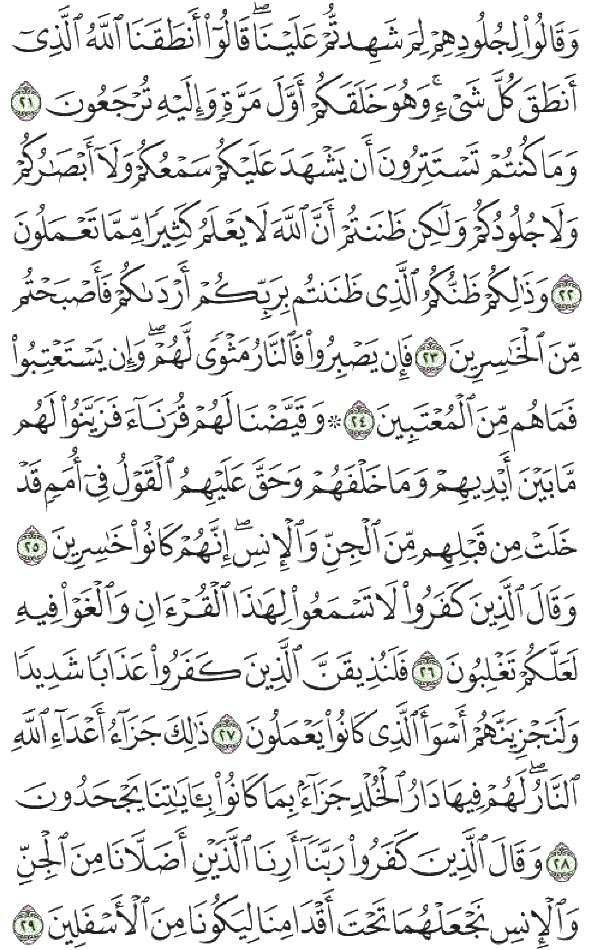 وَقَالُواْ لِجُلُودِهِمْ لِمَ شَهِدتُّمْ عَلَيْنَاۖ قَالُوٓاْ أَنطَقَنَا ٱللَّهُ ٱلَّذِىٓ
أَنطَقَ كُلَّ شَىْءٖۚ وَهُوَ خَلَقَكُمْ أَوَّلَ مَرَّةٖ وَإِلَيْهِ تُرْجَعُونَ ٢١
وَمَا كُنتُمْ تَسْتَتِرُونَ أَن يَشْهَدَ عَلَيْكُمْ سَمْعُكُمْ وَلَآ أَبْصَٰرُكُمْ
وَلَا جُلُودُكُمْ وَلَٰكِن ظَنَنتُمْ أَنَّ ٱللَّهَ لَا يَعْلَمُ كَثِيرٗا مِّمَّا تَعْمَلُونَ
٢٢ وَذَٰلِكُمْ ظَنُّكُمُ ٱلَّذِى ظَنَنتُم بِرَبِّكُمْ أَرْدَىٰكُمْ فَأَصْبَحْتُم
مِّنَ ٱلْخَٰسِرِينَ ٢٣ فَإِن يَصْبِرُواْ فَٱلنَّارُ مَثْوٗى لَّهُمْۖ وَإِن يَسْتَعْتِبُواْ
فَمَا هُم مِّنَ ٱلْمُعْتَبِينَ ٢٤ ۞ وَقَيَّضْنَا لَهُمْ قُرَنَآءَ فَزَيَّنُواْ لَهُم
مَّا بَيْنَ أَيْدِيهِمْ وَمَا خَلْفَهُمْ وَحَقَّ عَلَيْهِمُ ٱلْقَوْلُ فِىٓ أُمَمٖ قَدْ
خَلَتْ مِن قَبْلِهِم مِّنَ ٱلْجِنِّ وَٱلْإِنسِۖ إِنَّهُمْ كَانُواْ خَٰسِرِينَ ٢٥
وَقَالَ ٱلَّذِينَ كَفَرُواْ لَا تَسْمَعُواْ لِهَٰذَا ٱلْقُرْءَانِ وَٱلْغَوْاْ فِيهِ
لَعَلَّكُمْ تَغْلِبُونَ ٢٦ فَلَنُذِيقَنَّ ٱلَّذِينَ كَفَرُواْ عَذَابٗا شَدِيدٗا
وَلَنَجْزِيَنَّهُمْ أَسْوَأَ ٱلَّذِى كَانُواْ يَعْمَلُونَ ٢٧ ذَٰلِكَ جَزَآءُ أَعْدَآءِ ٱللَّهِ
ٱلنَّارُۖ لَهُمْ فِيهَا دَارُ ٱلْخُلْدِ جَزَآءَۢ بِمَا كَانُواْ بِـَٔايَٰتِنَا يَجْحَدُونَ
٢٨ وَقَالَ ٱلَّذِينَ كَفَرُواْ رَبَّنَآ أَرِنَا ٱلَّذَيْنِ أَضَلَّانَا مِنَ ٱلْجِنِّ
وَٱلْإِنسِ نَجْعَلْهُمَا تَحْتَ أَقْدَامِنَا لِيَكُونَا مِنَ ٱلْأَسْفَلِينَ ٢٩